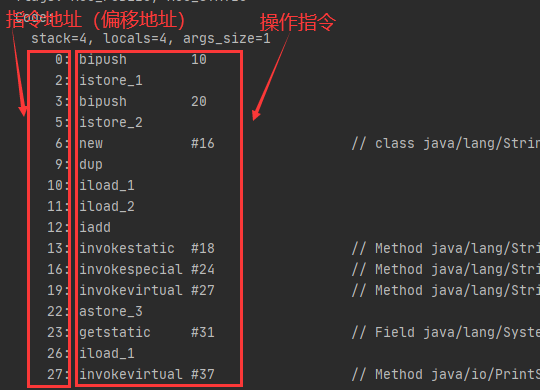 Code:
指令地址（偏移地址）
操作指令
stack=4, locals=4, args_size=1
0: bipush 10
2: istore_1
3: bipush 20
5: istore_2
6: new #16 // class java/lang/Strin
9: dup
10: iload_1
11: iload_2
12: iadd
13: invokestatic #18 // Method java/lang/Stri
16: invokespecial #24 // Method java/lang/Stri
19: invokevirtual #27 // Method java/lang/Stri
22: astore_3
23: getstatic #31 // Field java/lang/Syste
26: iload_1
27: invokevirtual #37 // Method java/io/PrintS